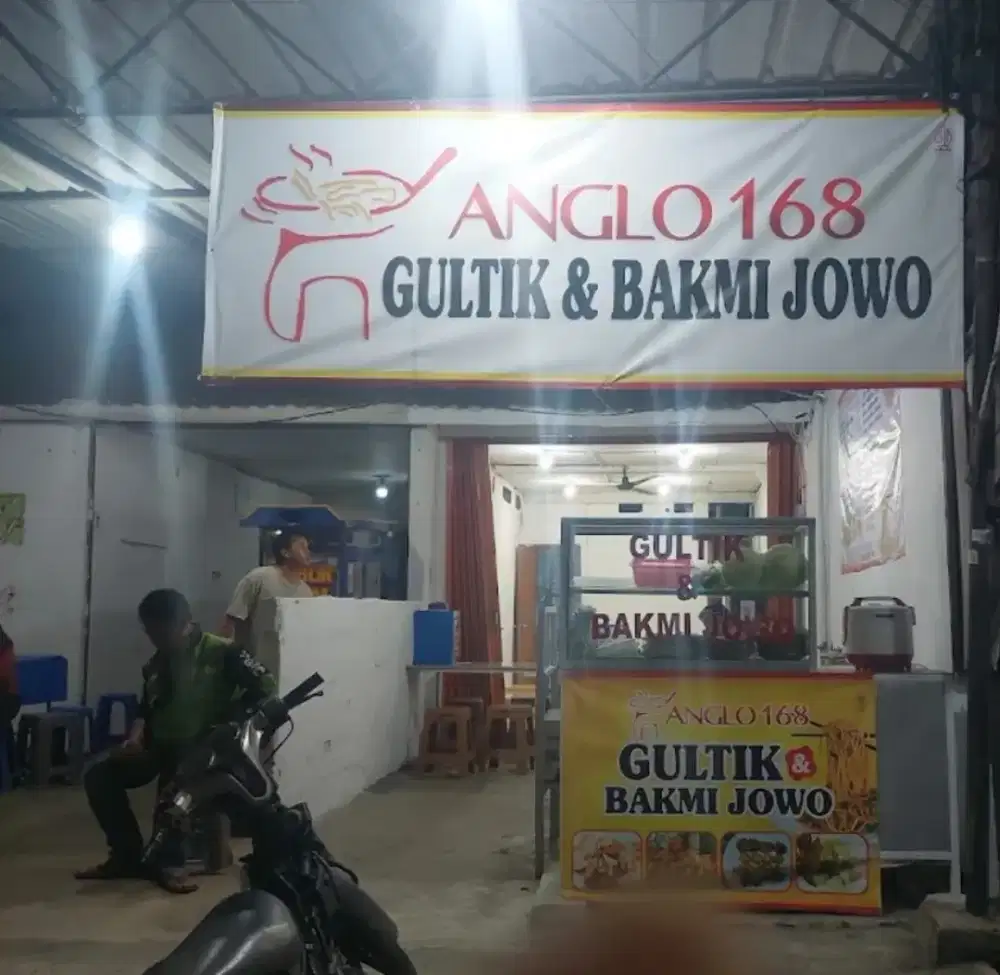 ANGLO 168
GULTIK & BAKMI JOWO
GULTIK
&
BAKMI JOWO
ANGLO 168
GULTIK &
BAKMI JOWO